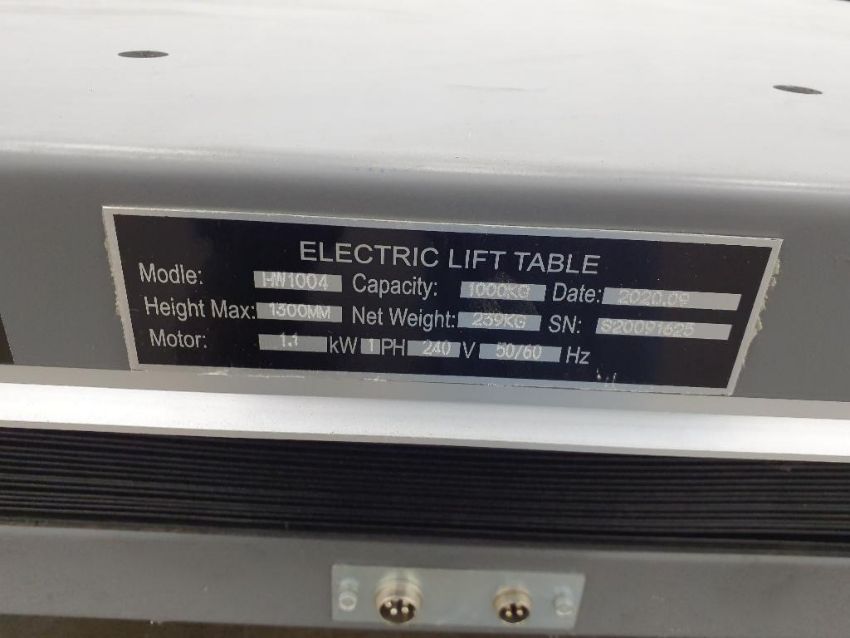 ELECTRIC LIFT TABLE
Modle: HW1004 Capacity: 1000KG Date: 2020.09
Height Max: 1300MM Net Weight: 239KG SN: S20091625
Motor: 1.1 kW 1 PH 240 V 50/60 Hz